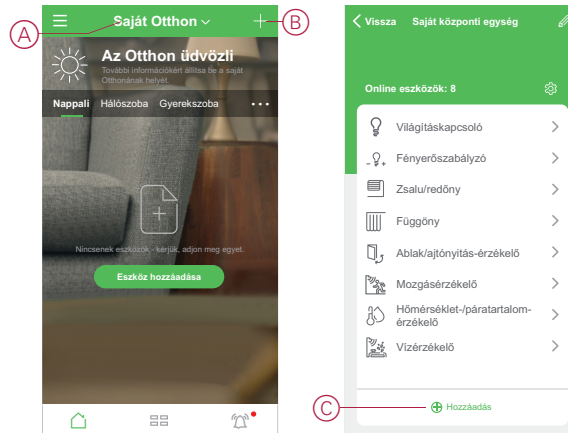 A
Saját Otthon
B
Az Otthon üdvözli
További információkért állítsa be a saját
Otthonának helyét.
Nappali Hálószoba Gyerekszoba
Nincsenek eszközök - kérjük, adjon meg egyet.
Eszköz hozzáadása
Vissza Saját központi egység
Online eszközök: 8
Világításkapcsoló
Fényerőszabályzó
Zsalu/redőny
Függöny
Ablak/ajtónyitás-érzékelő
Mozgásérzékelő
Hőmérséklet-/páratartalom-
érzékelő
Vízérzékelő
C
Hozzáadás